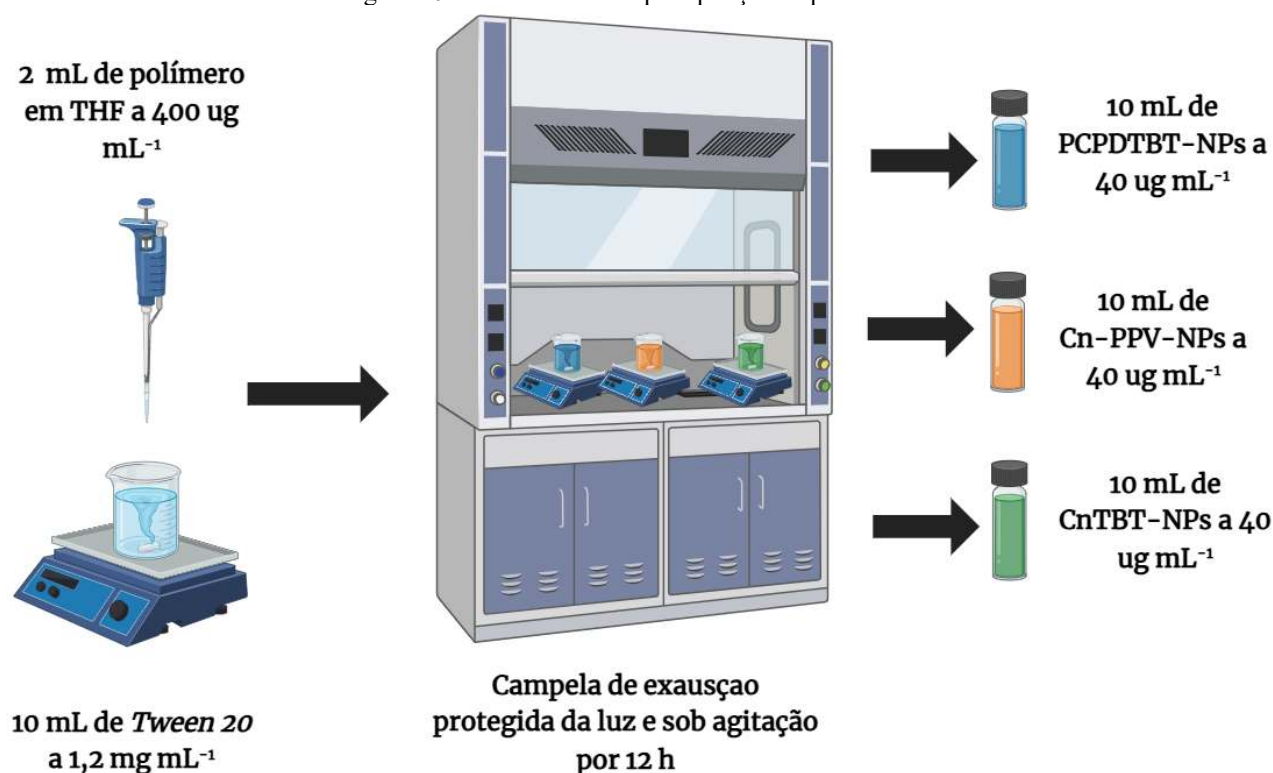 2 mL de polímero
em THF a 400 ug
mL⁻¹
10 mL de Tween 20
a 1,2 mg mL⁻¹
Campela de exausçao
protegida da luz e sob agitação
por 12 h
10 mL de
PCPDTBT-NPs a
40 ug mL⁻¹
10 mL de
Cn-PPV-NPs a
40 ug mL⁻¹
10 mL de
CnTBT-NPs a 40
ug mL⁻¹